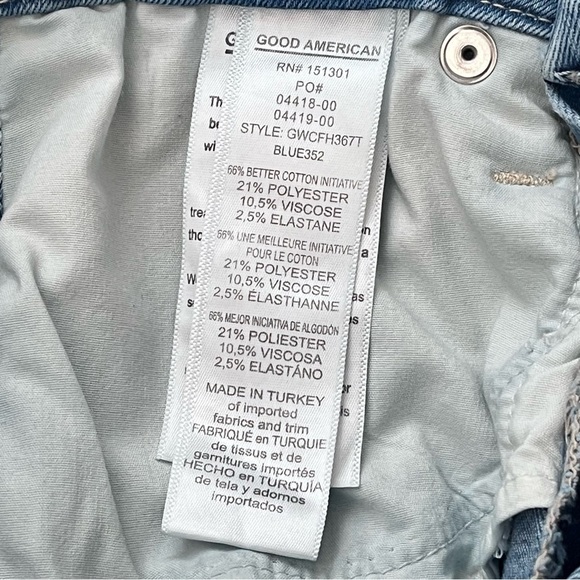 GOOD AMERICAN
RN# 151301
PO#
04418-00
04419-00
STYLE: GWCFH367T
BLUE352
66% BETTER COTTON INITIATIVE
21% POLYESTER
10,5% VISCOSE
2,5% ELASTANE
66% UNE MEILLEURE INITIATIVE
POUR LE COTON
21% POLYESTER
10,5% VISCOSE
2,5% ÉLASTHANNE
66% MEJOR INICIATIVA DE ALGODÓN
21% POLIESTER
10,5% VISCOSA
2,5% ELASTÁNO
MADE IN TURKEY
of imported
fabrics and trim
FABRIQUÉ en TURQUIE
de tissus et de
garnitures importés
HECHO en TURQUÍA
de tela y adornos
importados